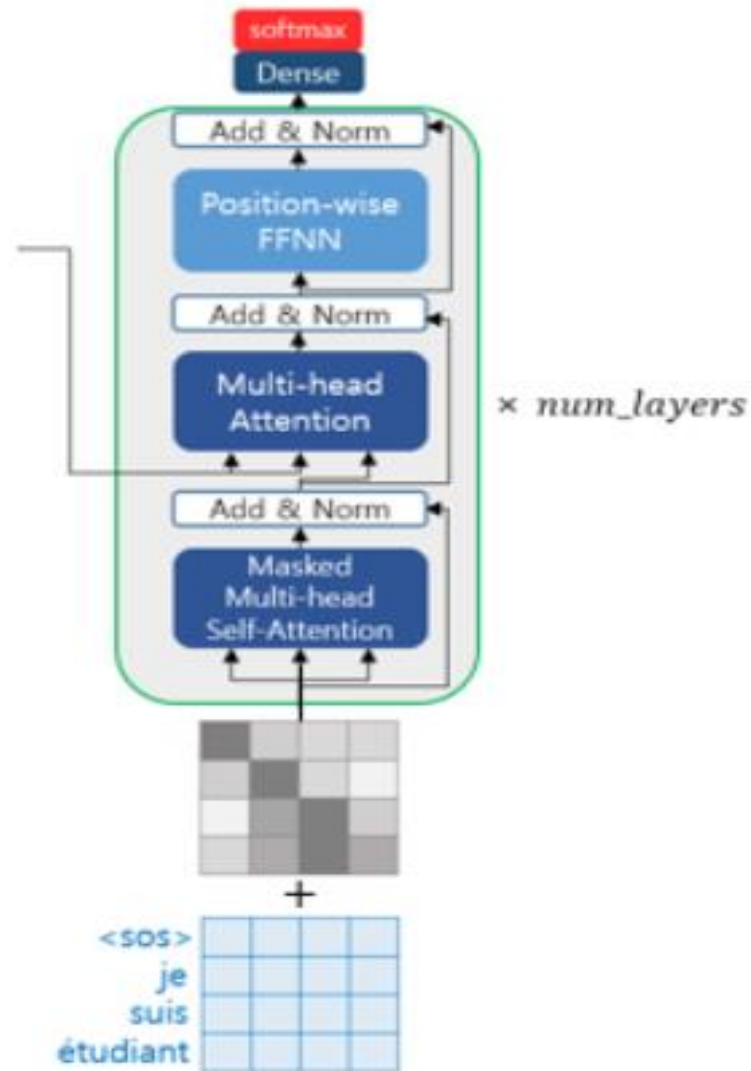 softmax
Dense
Add & Norm
Position-wise
FFNN
Add & Norm
Multi-head
Attention
× num_layers
Add & Norm
Masked
Multi-head
Self-Attention
+
<sos>
je
suis
étudiant